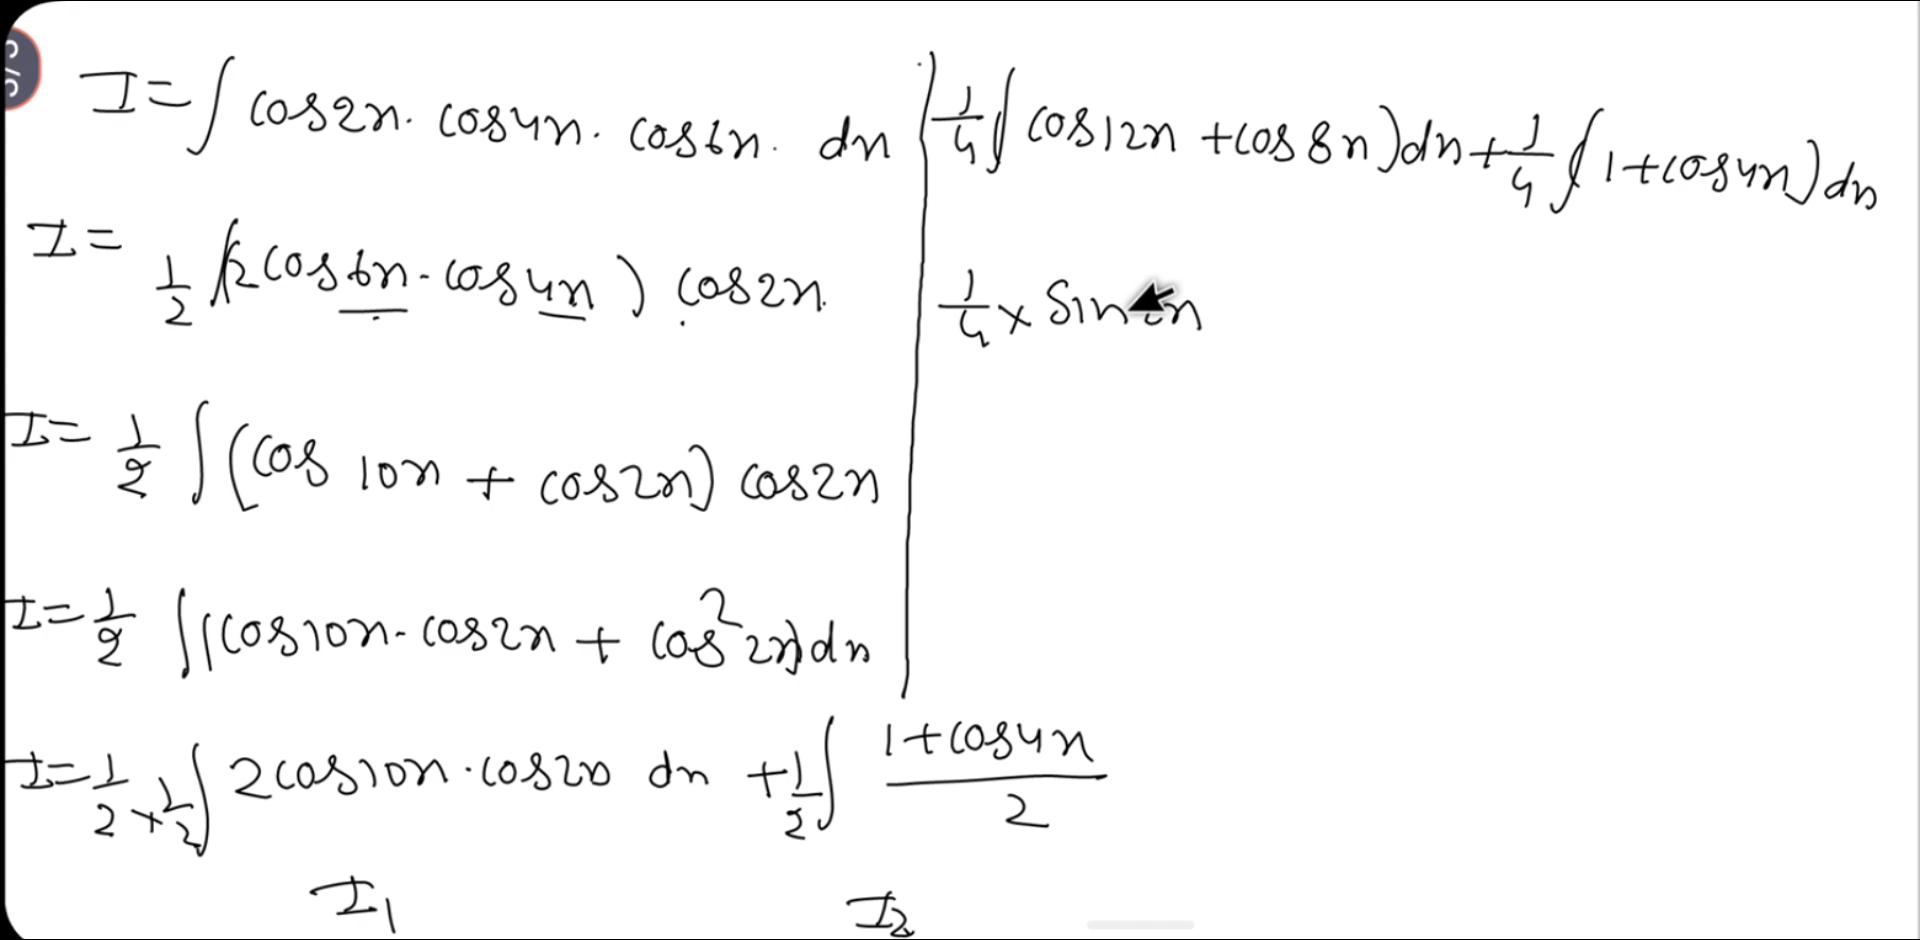 I = ∫ cos2x . cos4x . cos6x . dx
I = 1/2 ∫(2cos6x . cos4x) cos2x.
I = 1/2 ∫ (cos 10x + cos2x) cos2x
I = 1/2 ∫(cos10x . cos2x + cos²2x)dx
I = 1/2 × 1/2 ∫ 2cos10x . cos2x dx + 1/2 ∫ (1+cos4x)/2
I₁ I₂
1/4 ∫ cos12x + cos8x)dx + 1/4 ∫ 1+cos4x)dx
1/4 × Sin